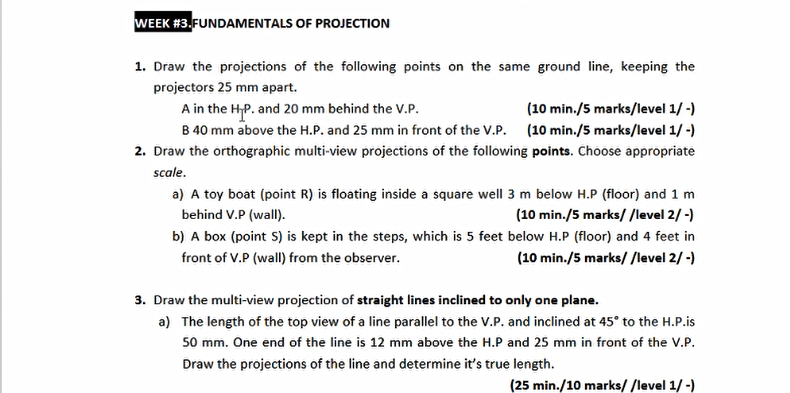 WEEK #3.FUNDAMENTALS OF PROJECTION
1. Draw the projections of the following points on the same ground line, keeping the
projectors 25 mm apart.
A in the H.P. and 20 mm behind the V.P. (10 min./5 marks/level 1/ -)
B 40 mm above the H.P. and 25 mm in front of the V.P. (10 min./5 marks/level 1/ -)
2. Draw the orthographic multi-view projections of the following points. Choose appropriate
scale.
a) A toy boat (point R) is floating inside a square well 3 m below H.P (floor) and 1 m
behind V.P (wall). (10 min./5 marks/ /level 2/ -)
b) A box (point S) is kept in the steps, which is 5 feet below H.P (floor) and 4 feet in
front of V.P (wall) from the observer. (10 min./5 marks/ /level 2/ -)
3. Draw the multi-view projection of straight lines inclined to only one plane.
a) The length of the top view of a line parallel to the V.P. and inclined at 45° to the H.P.is
50 mm. One end of the line is 12 mm above the H.P and 25 mm in front of the V.P.
Draw the projections of the line and determine it's true length.
(25 min./10 marks/ /level 1/ -)